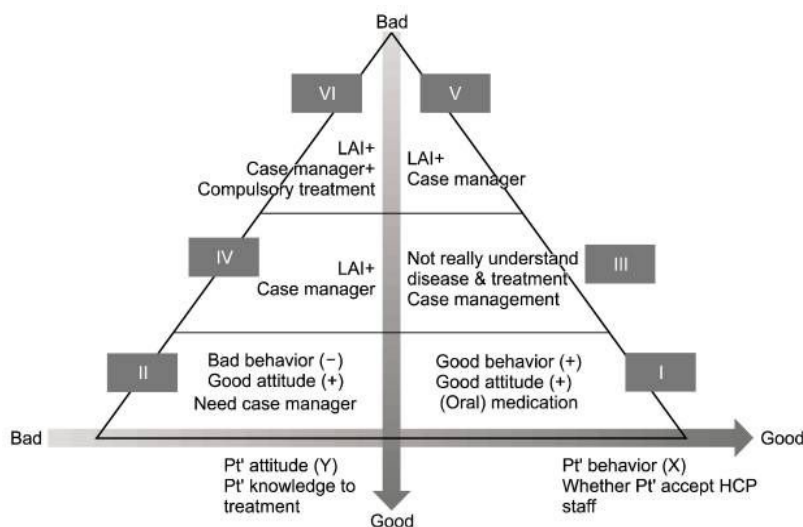 Bad
VI
V
LAI+
Case manager+
Compulsory treatment
LAI+
Case manager
IV
LAI+
Case manager
Not really understand
disease & treatment
Case management
III
II
Bad behavior (−)
Good attitude (+)
Need case manager
Good behavior (+)
Good attitude (+)
(Oral) medication
I
Bad
Good
Pt' attitude (Y)
Pt' knowledge to
treatment
Pt' behavior (X)
Whether Pt' accept HCP
staff
Good